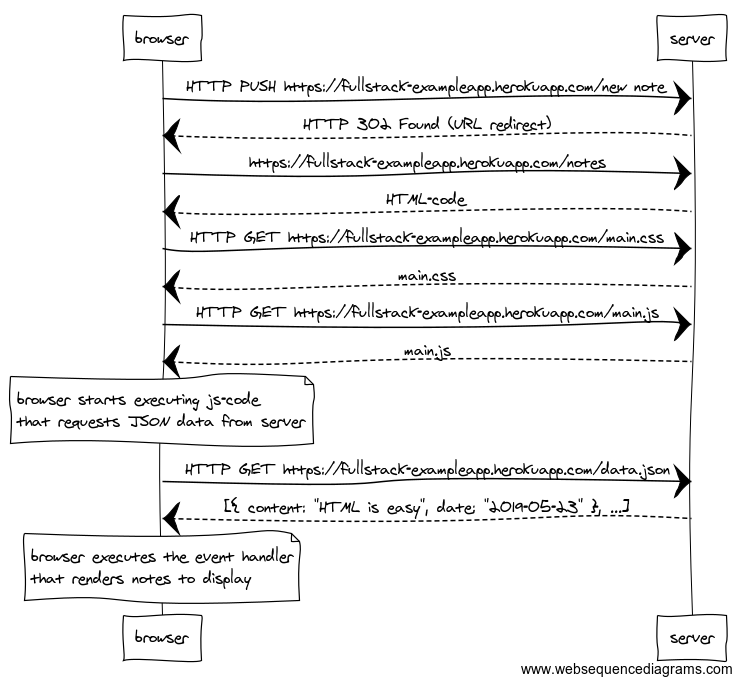 browser
server
HTTP PUSH https://fullstack-exampleapp.herokuapp.com/new note
HTTP 302 Found (URL redirect)
https://fullstack-exampleapp.herokuapp.com/notes
HTML-code
HTTP GET https://fullstack-exampleapp.herokuapp.com/main.css
main.css
HTTP GET https://fullstack-exampleapp.herokuapp.com/main.js
main.js
browser starts executing js-code
that requests JSON data from server
HTTP GET https://fullstack-exampleapp.herokuapp.com/data.json
[{ content: "HTML is easy", date: "2019-05-23" }, ...]
browser executes the event handler
that renders notes to display
browser
server
www.websequencediagrams.com